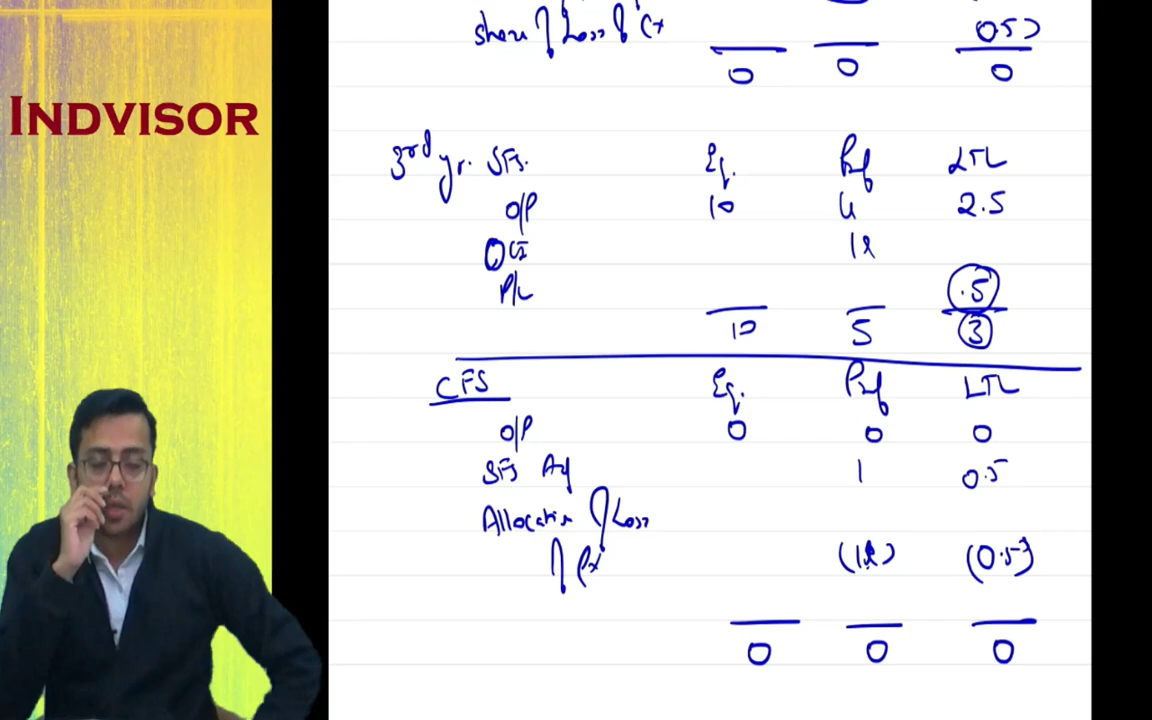 INDVISOR
share of Loss of
0.5)
0 0 0
3rd yr. SFS. Eq. Pref LTL
O/P 10 4 2.5
OCI 1
P/L .5
10 5 3
CFS Eq. Pref LTL
O/P 0 0 0
SFS Adj 1 0.5
Allocation of Loss
of (1) (0.5)
0 0 0